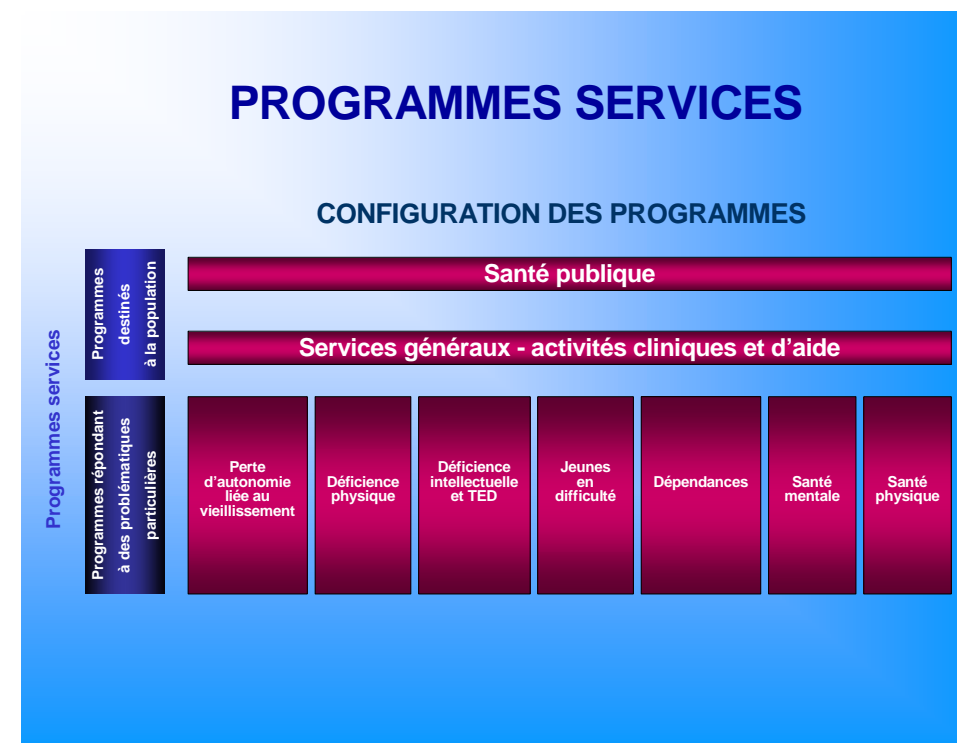 PROGRAMMES SERVICES
CONFIGURATION DES PROGRAMMES
Programmes services
Programmes
destinés
à la population
Santé publique
Services généraux - activités cliniques et d'aide
Programmes répondant
à des problématiques
particulières
Perte
d'autonomie
liée au
vieillissement
Déficience
physique
Déficience
intellectuelle
et TED
Jeunes
en
difficulté
Dépendances
Santé
mentale
Santé
physique